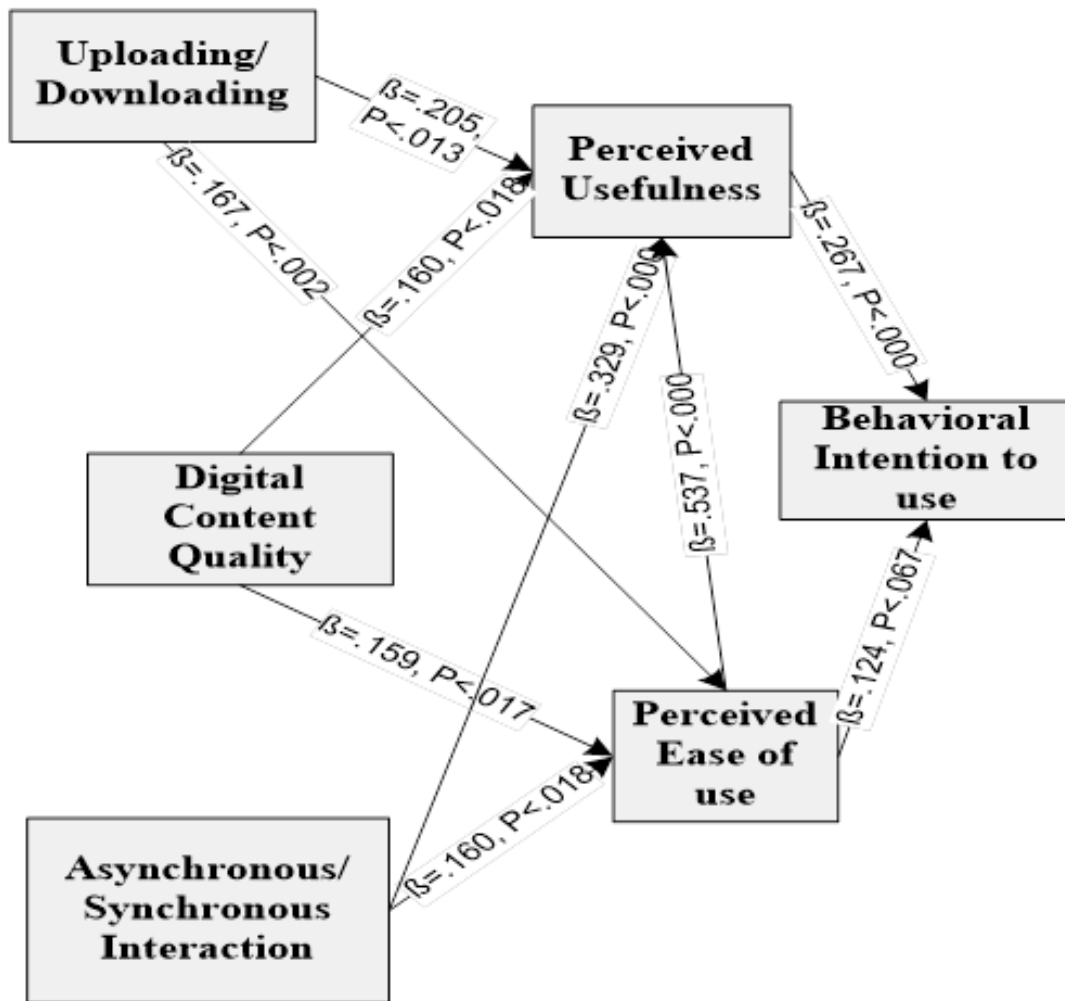 Uploading/
Downloading
ß=.205,
P<.013
Perceived
Usefulness
ß=.167, P<.002
ß=.160, P<.018
ß=.329, P<.000
ß=.267, P<.000
ß=.537, P<.000
Behavioral
Intention to
use
Digital
Content
Quality
ß=.159, P<.017
ß=.124, P<.067
Perceived
Ease of
use
ß=.160, P<.018
Asynchronous/
Synchronous
Interaction